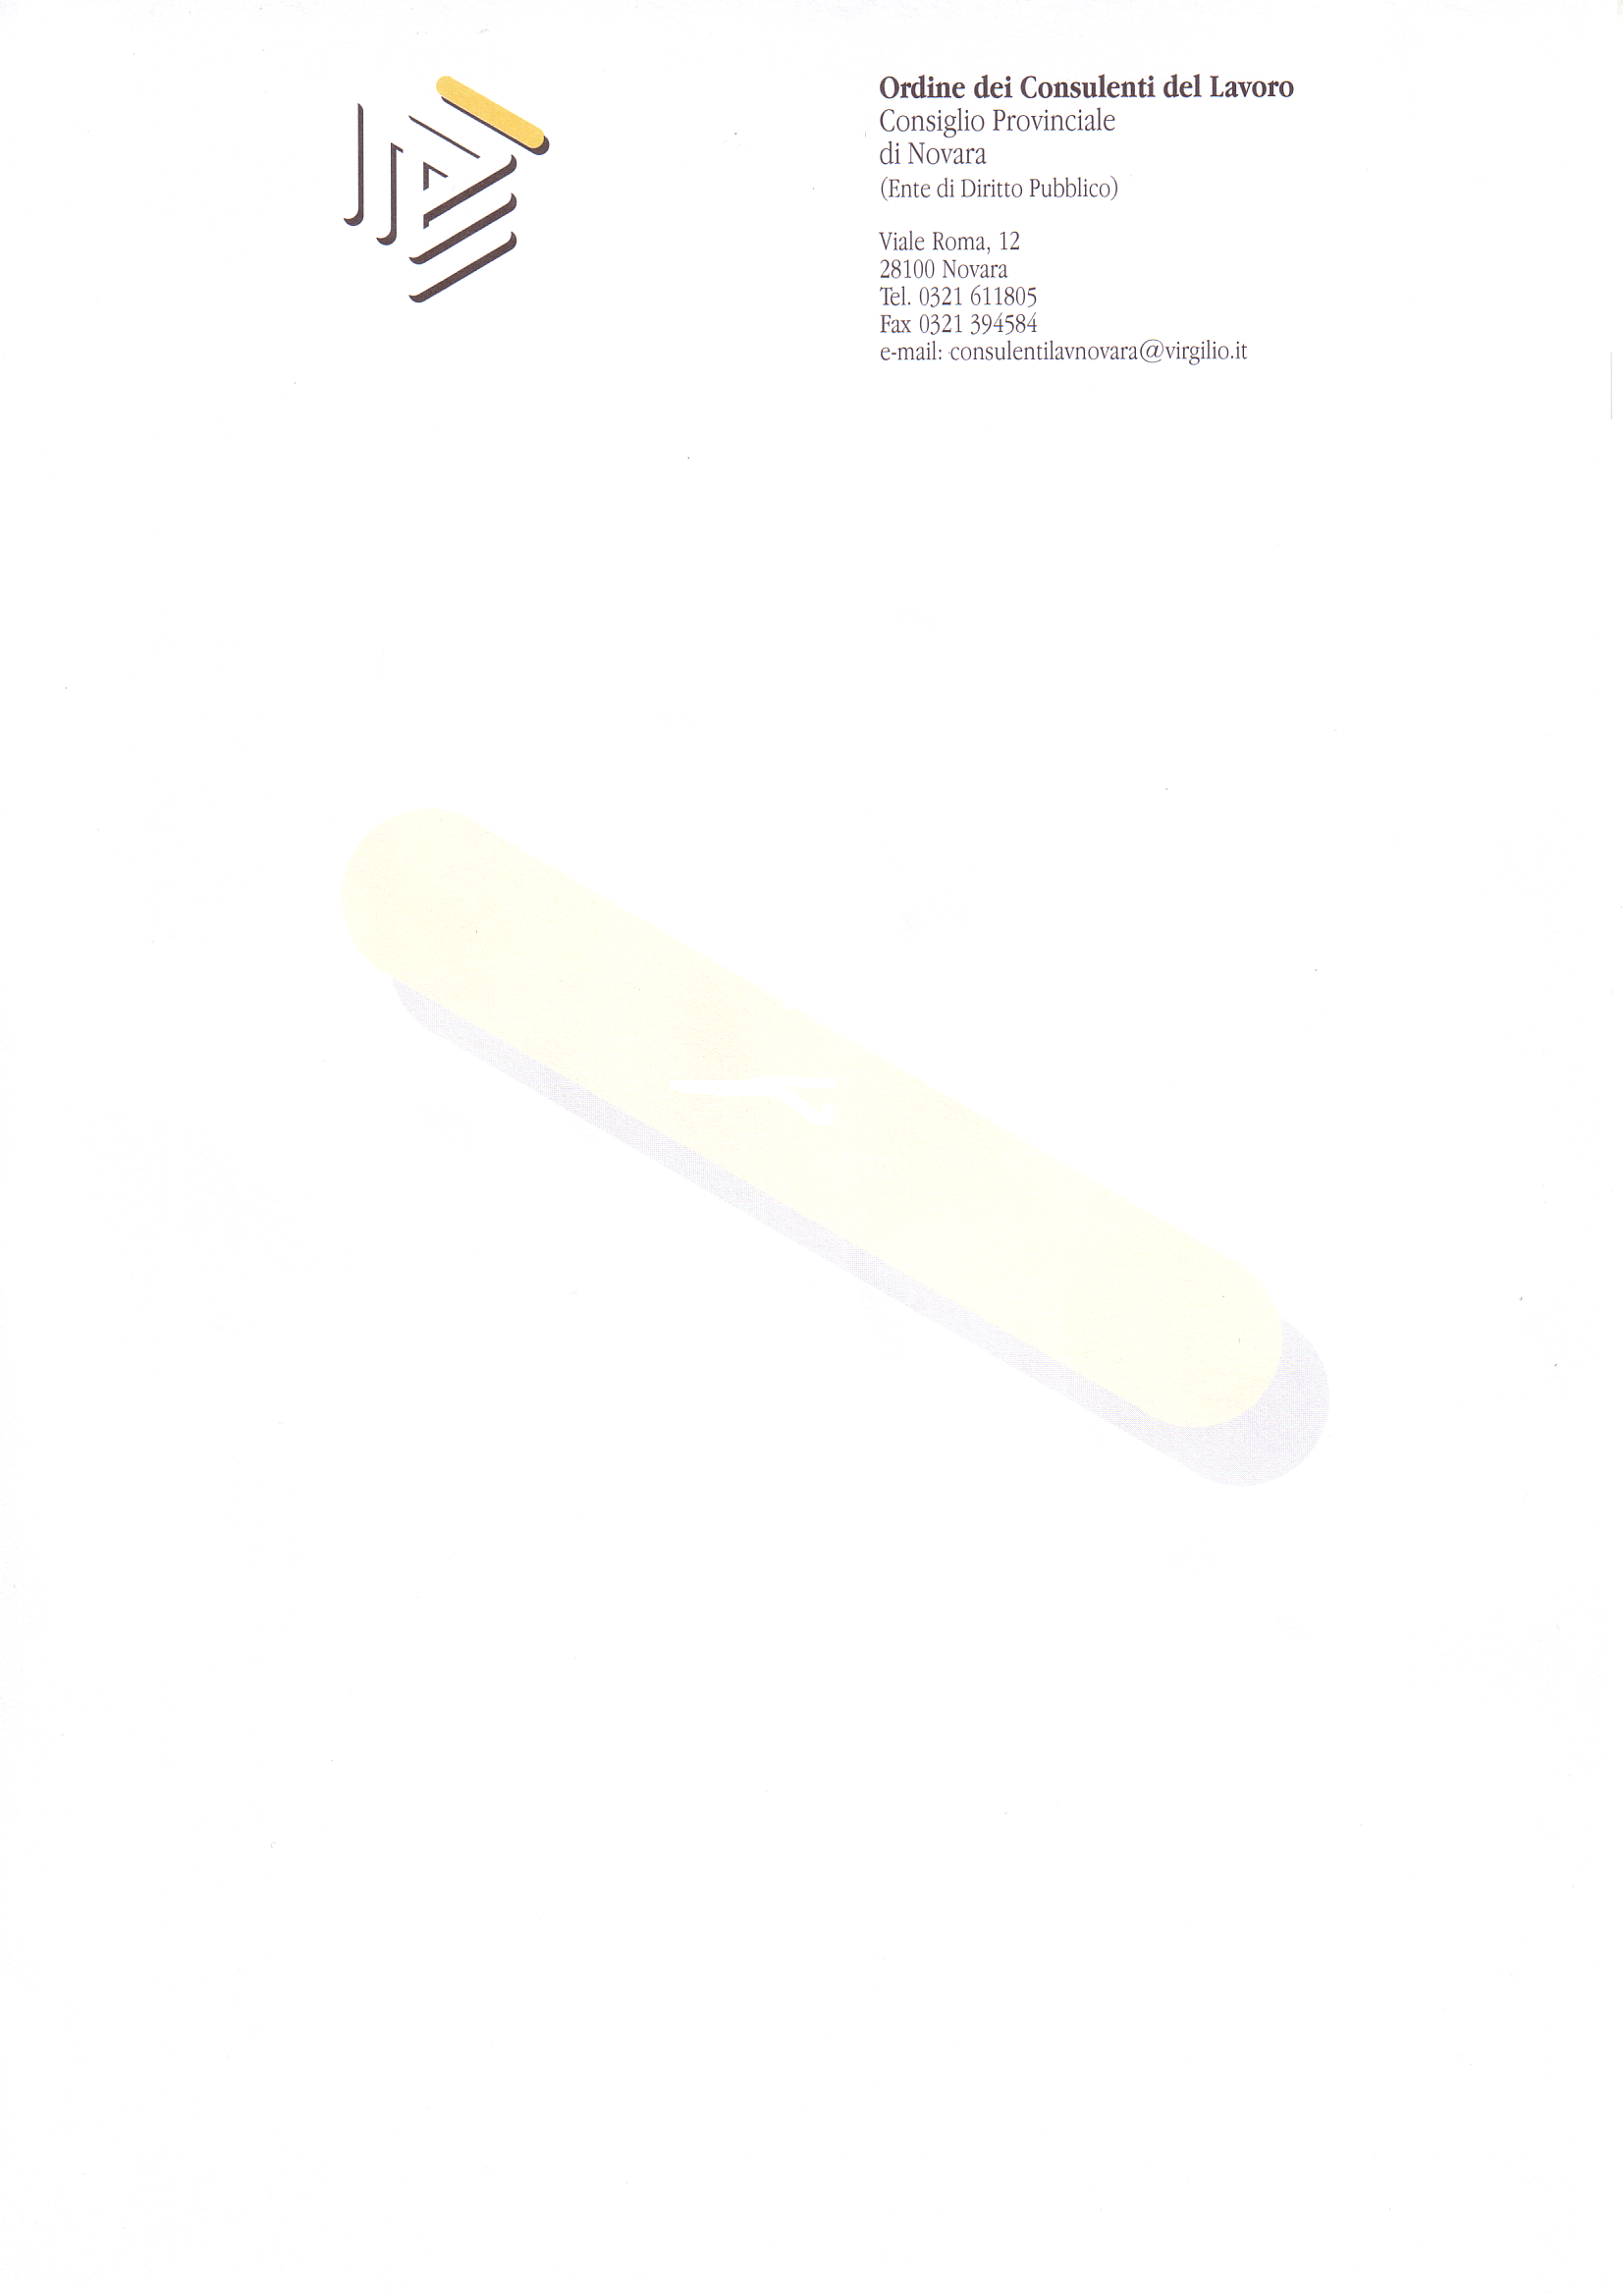 Ordine dei Consulenti del Lavoro
Consiglio Provinciale
di Novara
(Ente di Diritto Pubblico)
Viale Roma, 12
28100 Novara
Tel. 0321 611805
Fax 0321 394584
e-mail: consulentilavnovara@virgilio.it